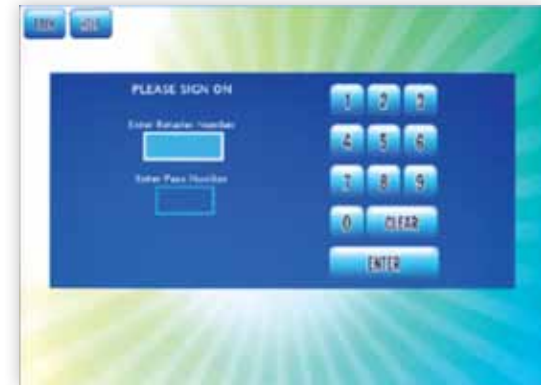 PLEASE SIGN ON
Enter Retailer Number
Enter Pass Number
1 2 3
4 5 6
7 8 9
0 CLEAR
ENTER